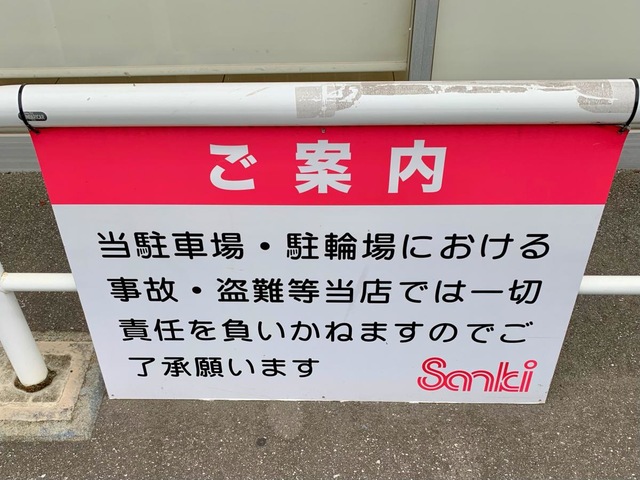 ご案内
当駐車場・駐輪場における
事故・盗難等当店では一切
責任を負いかねますのでご
了承願います
Sanki